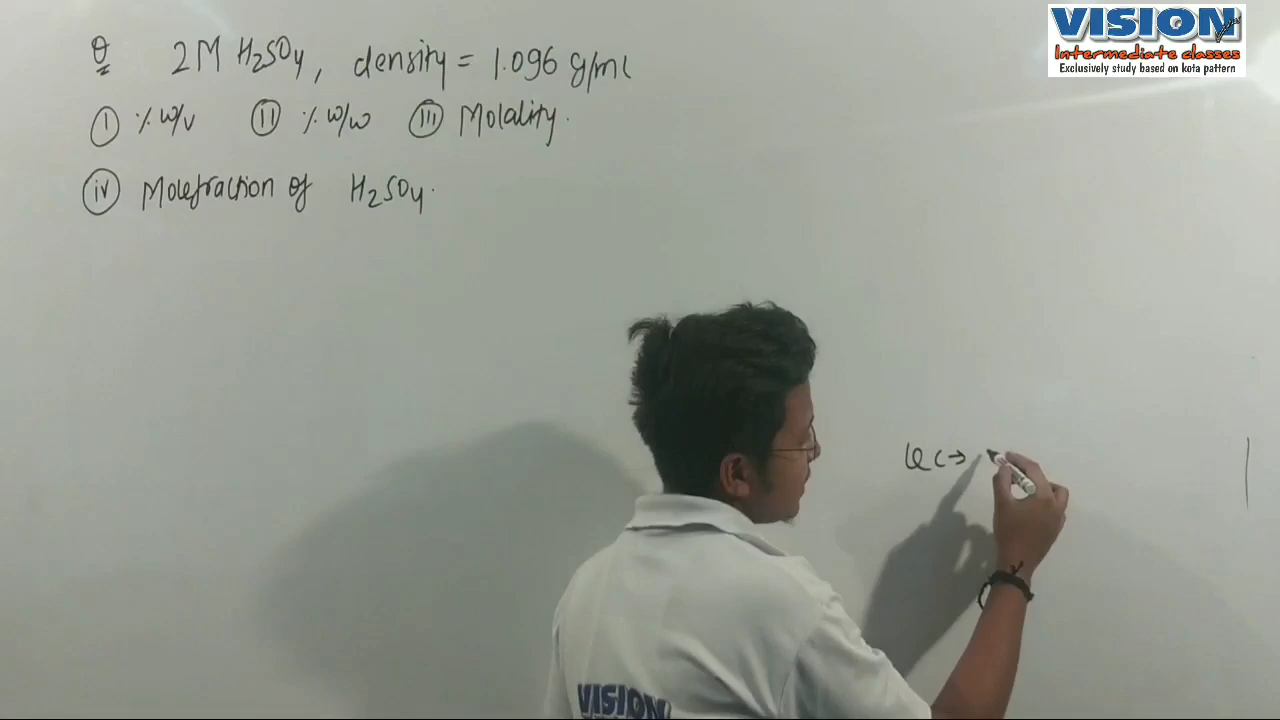 Q 2M H₂SO₄, density = 1.096 g/ml
(i) % w/v (ii) % w/w (iii) Molality.
(iv) Molefraction of H₂SO₄.
VISION
Intermediate classes
Exclusively study based on kota pattern
VISION